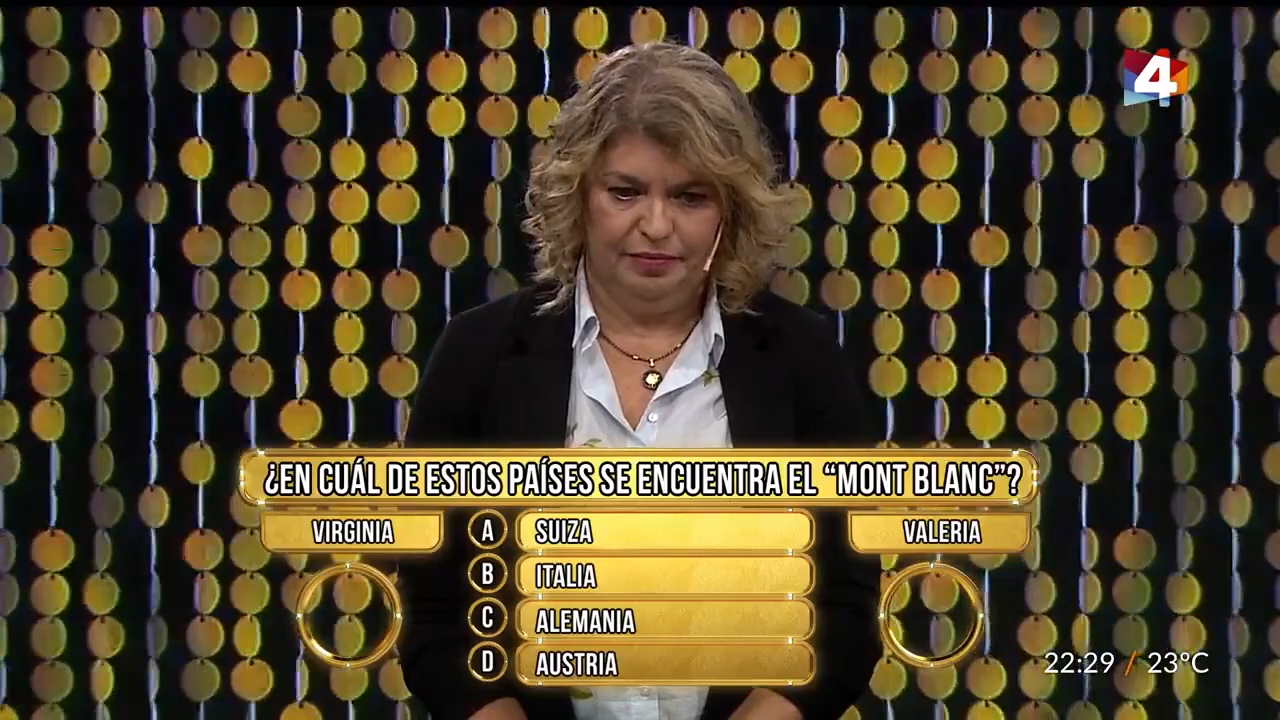 4
¿EN CUÁL DE ESTOS PAÍSES SE ENCUENTRA EL “MONT BLANC”?
VIRGINIA
VALERIA
A SUIZA
B ITALIA
C ALEMANIA
D AUSTRIA
22:29 / 23ºC